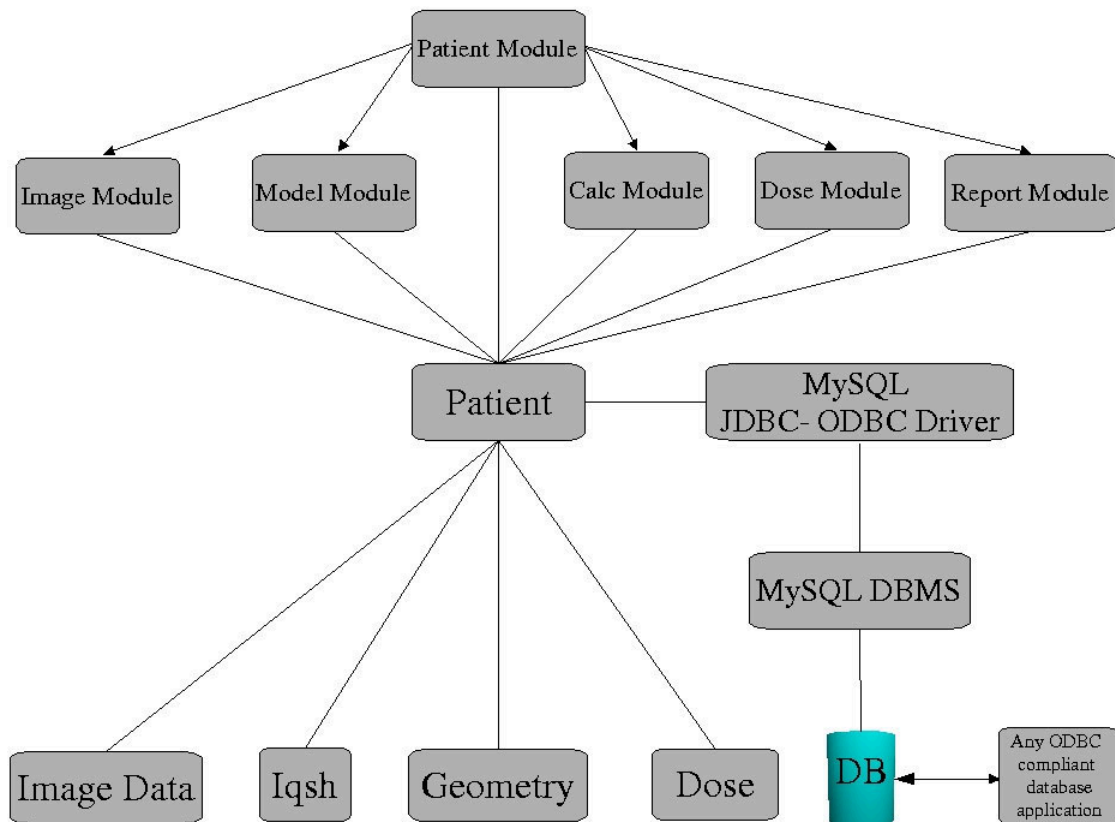 Patient Module
Image Module
Model Module
Calc Module
Dose Module
Report Module
Patient
MySQL
JDBC- ODBC Driver
MySQL DBMS
Image Data
Iqsh
Geometry
Dose
DB
Any ODBC
compliant
database
application